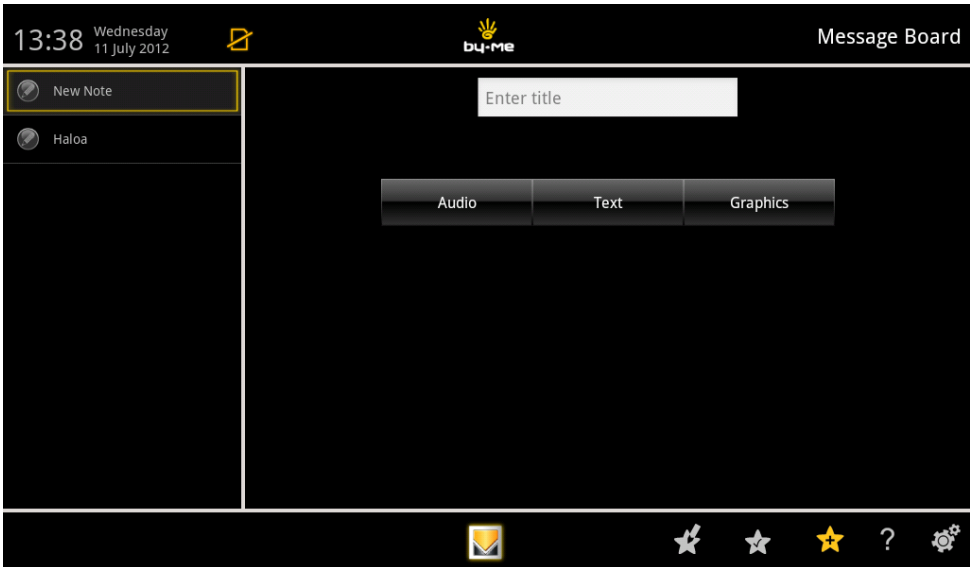 13:38 Wednesday
11 July 2012
by-me
Message Board
New Note
Haloa
Enter title
Audio Text Graphics
?